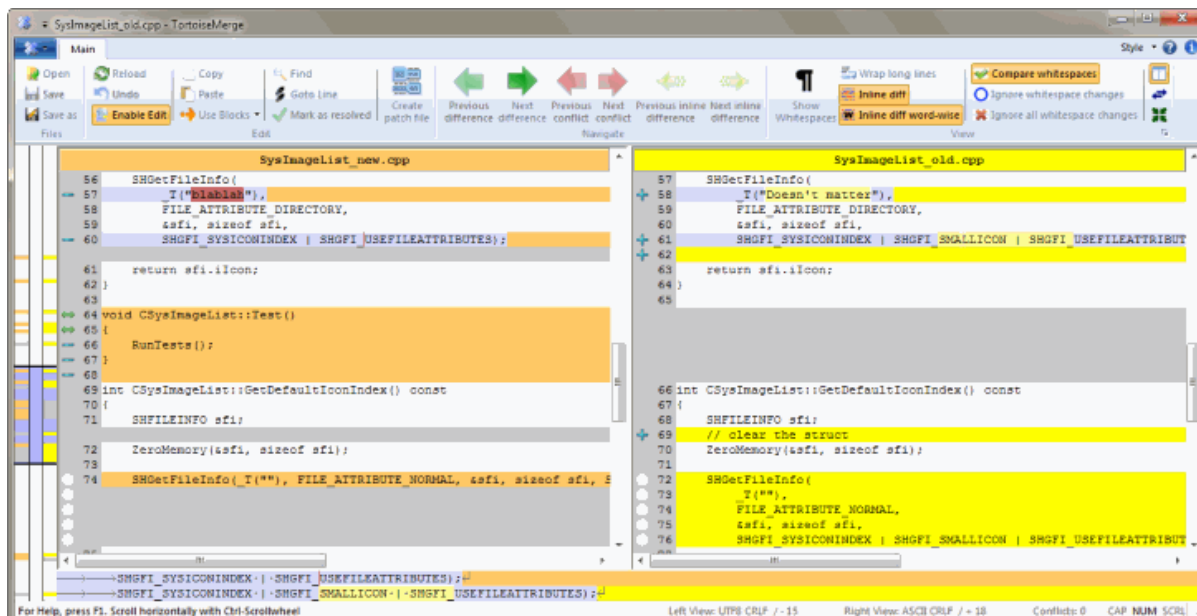 SysImageList_old.cpp - TortoiseMerge
Main
Style
Open
Save
Save as
Files
Reload
Undo
Enable Edit
Copy
Paste
Use Blocks
Find
Goto Line
Mark as resolved
Edit
Create patch file
Previous difference
Next difference
Previous conflict
Next conflict
Previous inline difference
Next inline difference
Navigate
Show Whitespaces
Wrap long lines
Inline diff
Inline diff word-wise
Compare whitespaces
Ignore whitespace changes
Ignore all whitespace changes
View
SysImageList_new.cpp
56 SHGetFileInfo(
57 _T("blablah"),
58 FILE_ATTRIBUTE_DIRECTORY,
59 &sfi, sizeof sfi,
60 SHGFI_SYSICONINDEX | SHGFI_USEFILEATTRIBUTES);
61 return sfi.iIcon;
62 }
63
64 void CSysImageList::Test()
65 {
66 RunTests();
67 }
68
69 int CSysImageList::GetDefaultIconIndex() const
70 {
71 SHFILEINFO sfi;
72 ZeroMemory(&sfi, sizeof sfi);
73
74 SHGetFileInfo(_T(""), FILE_ATTRIBUTE_NORMAL, &sfi, sizeof sfi, S
SysImageList_old.cpp
57 SHGetFileInfo(
58 _T("Doesn't matter"),
59 FILE_ATTRIBUTE_DIRECTORY,
60 &sfi, sizeof sfi,
61 SHGFI_SYSICONINDEX | SHGFI_SMALLICON | SHGFI_USEFILEATTRIBUT
62
63 return sfi.iIcon;
64 }
65
66 int CSysImageList::GetDefaultIconIndex() const
67 {
68 SHFILEINFO sfi;
69 // clear the struct
70 ZeroMemory(&sfi, sizeof sfi);
71
72 SHGetFileInfo(
73 _T(""),
74 FILE_ATTRIBUTE_NORMAL,
75 &sfi, sizeof sfi,
76 SHGFI_SYSICONINDEX | SHGFI_SMALLICON | SHGFI_USEFILEATTRIBUT
SHGFI_SYSICONINDEX·|·SHGFI_USEFILEATTRIBUTES);
SHGFI_SYSICONINDEX·|·SHGFI_SMALLICON·|·SHGFI_USEFILEATTRIBUTES);
For Help, press F1. Scroll horizontally with Ctrl-Scrollwheel
Left View: UTF8 CRLF / - 15
Right View: ASCII CRLF / + 18
Conflicts: 0
CAP NUM SCRL